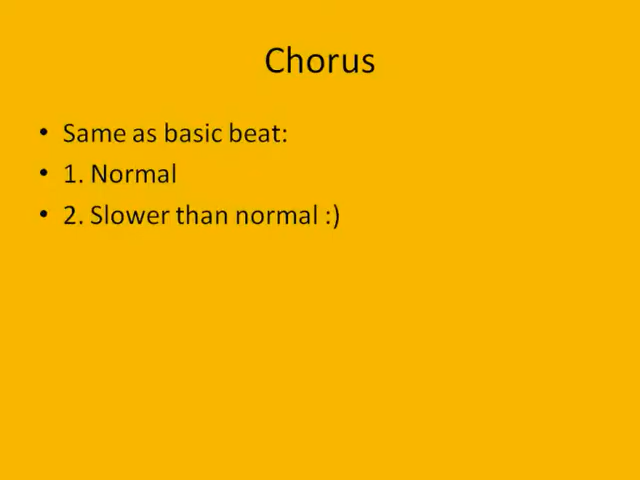 Chorus
• Same as basic beat:
• 1. Normal
• 2. Slower than normal :)